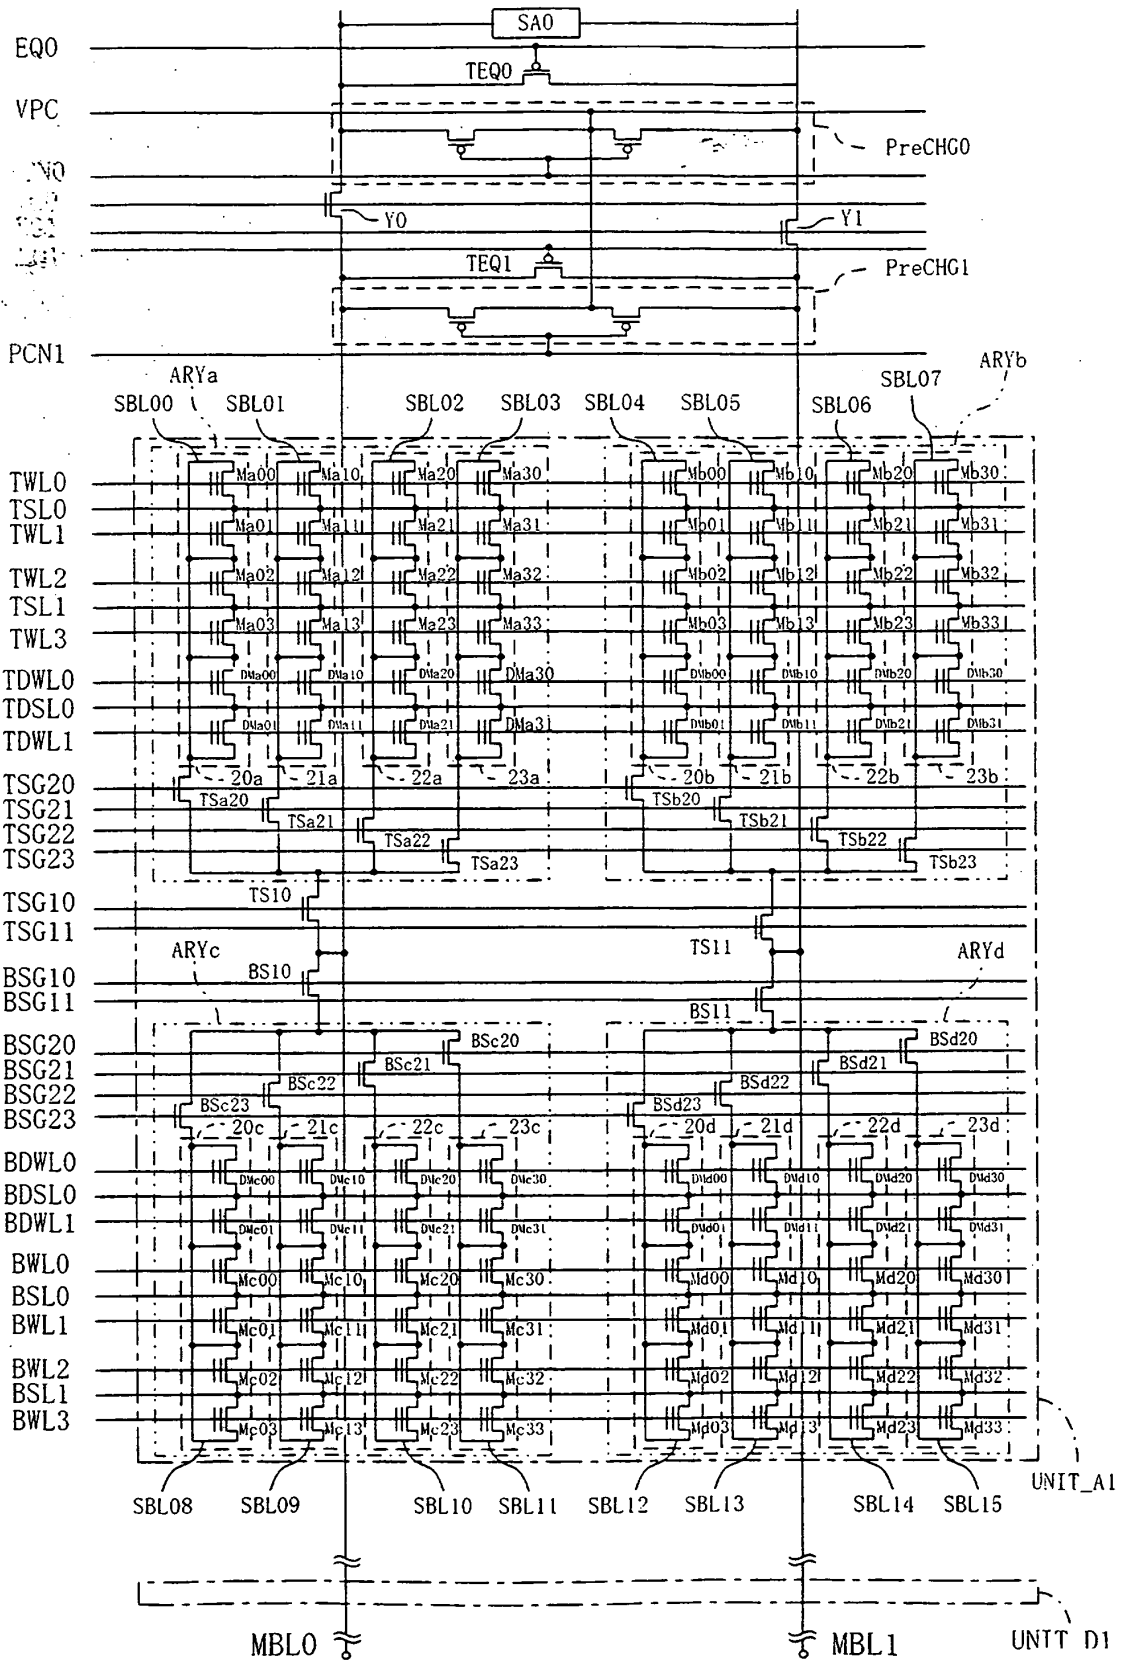 SA0
EQ0
TEQ0
VPC
PreCHG0
Y0
Y1
TEQ1
PreCHG1
PCN1
ARYa
ARYb
SBL00 SBL01 SBL02 SBL03 SBL04 SBL05 SBL06 SBL07
TWL0 Ma00 Ma10 Ma20 Ma30 Mb00 Mb10 Mb20 Mb30
TSL0
TWL1 Ma01 Ma11 Ma21 Ma31 Mb01 Mb11 Mb21 Mb31
TWL2 Ma02 Ma12 Ma22 Ma32 Mb02 Mb12 Mb22 Mb32
TSL1
TWL3 Ma03 Ma13 Ma23 Ma33 Mb03 Mb13 Mb23 Mb33
TDWL0 DMa00 DMa10 DMa20 DMa30 DMb00 DMb10 DMb20 DMb30
TDSL0
TDWL1 DMa01 DMa11 DMa21 DMa31 DMb01 DMb11 DMb21 DMb31
20a 21a 22a 23a 20b 21b 22b 23b
TSG20 TSa20 TSb20
TSG21 TSa21 TSb21
TSG22 TSa22 TSb22
TSG23 TSa23 TSb23
TS10
TSG10
TSG11
TS11
ARYc
ARYd
BS10
BSG10
BSG11
BS11
BSG20 BSc20 BSd20
BSG21 BSc21 BSd21
BSG22 BSc22 BSd22
BSG23 BSc23 BSd23
20c 21c 22c 23c 20d 21d 22d 23d
BDWL0 DMc00 DMc10 DMc20 DMc30 DMd00 DMd10 DMd20 DMd30
BDSL0
BDWL1 DMc01 DMc11 DMc21 DMc31 DMd01 DMd11 DMd21 DMd31
BWL0 Mc00 Mc10 Mc20 Mc30 Md00 Md10 Md20 Md30
BSL0
BWL1 Mc01 Mc11 Mc21 Mc31 Md01 Md11 Md21 Md31
BWL2 Mc02 Mc12 Mc22 Mc32 Md02 Md12 Md22 Md32
BSL1
BWL3 Mc03 Mc13 Mc23 Mc33 Md03 Md13 Md23 Md33
UNIT_A1
SBL08 SBL09 SBL10 SBL11 SBL12 SBL13 SBL14 SBL15
MBL0 MBL1 UNIT D1